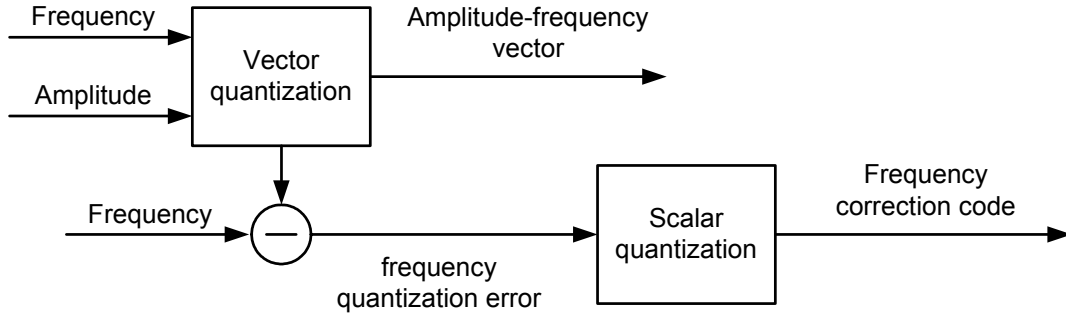 Frequency
Amplitude
Vector
quantization
Amplitude-frequency
vector
Frequency
frequency
quantization error
Scalar
quantization
Frequency
correction code